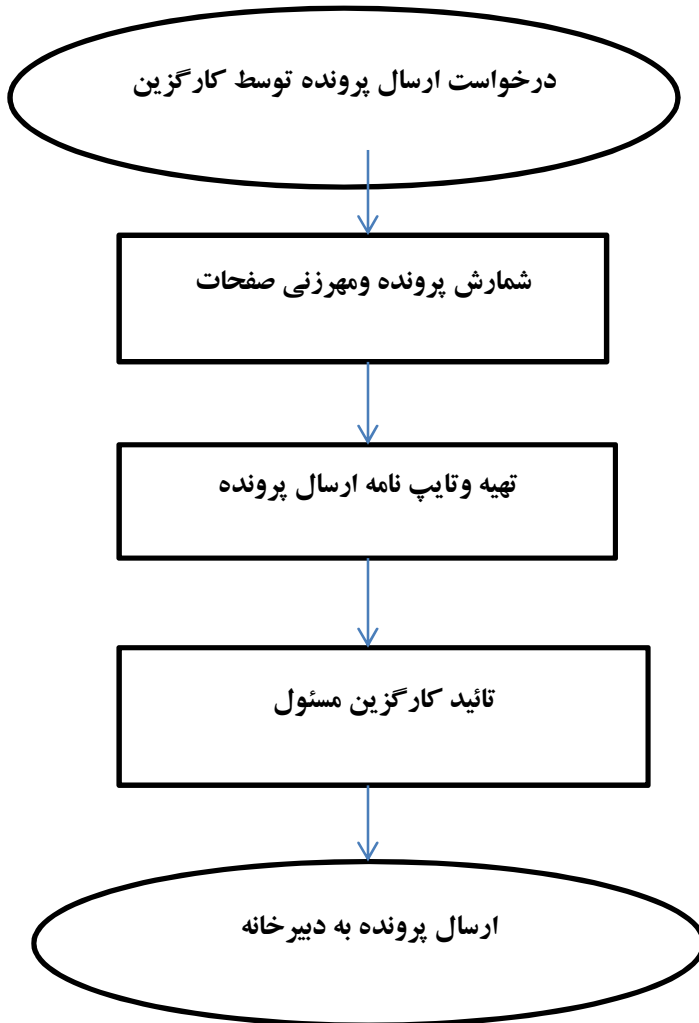 درخواست ارسال پرونده توسط کارگزین
شمارش پرونده ومهرزنی صفحات
تهیه وتایپ نامه ارسال پرونده
تائید کارگزین مسئول
ارسال پرونده به دبیرخانه